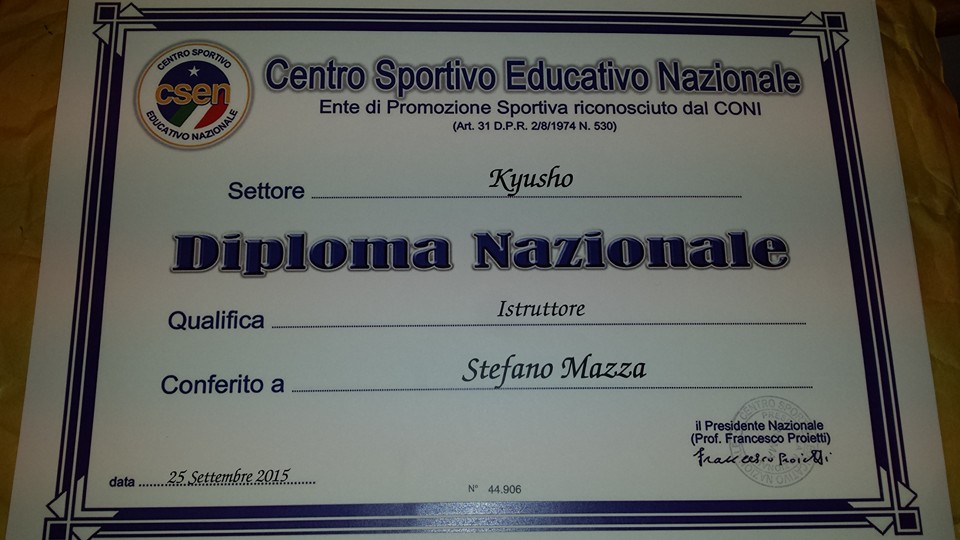 CENTRO SPORTIVO
csen
EDUCATIVO NAZIONALE
Centro Sportivo Educativo Nazionale
Ente di Promozione Sportiva riconosciuto dal CONI
(Art. 31 D.P.R. 2/8/1974 N. 530)
Settore Kyusho
Diploma Nazionale
Qualifica Istruttore
Conferito a Stefano Mazza
il Presidente Nazionale
(Prof. Francesco Proietti)
Francesco Proietti
data 25 Settembre 2015
N° 44.906